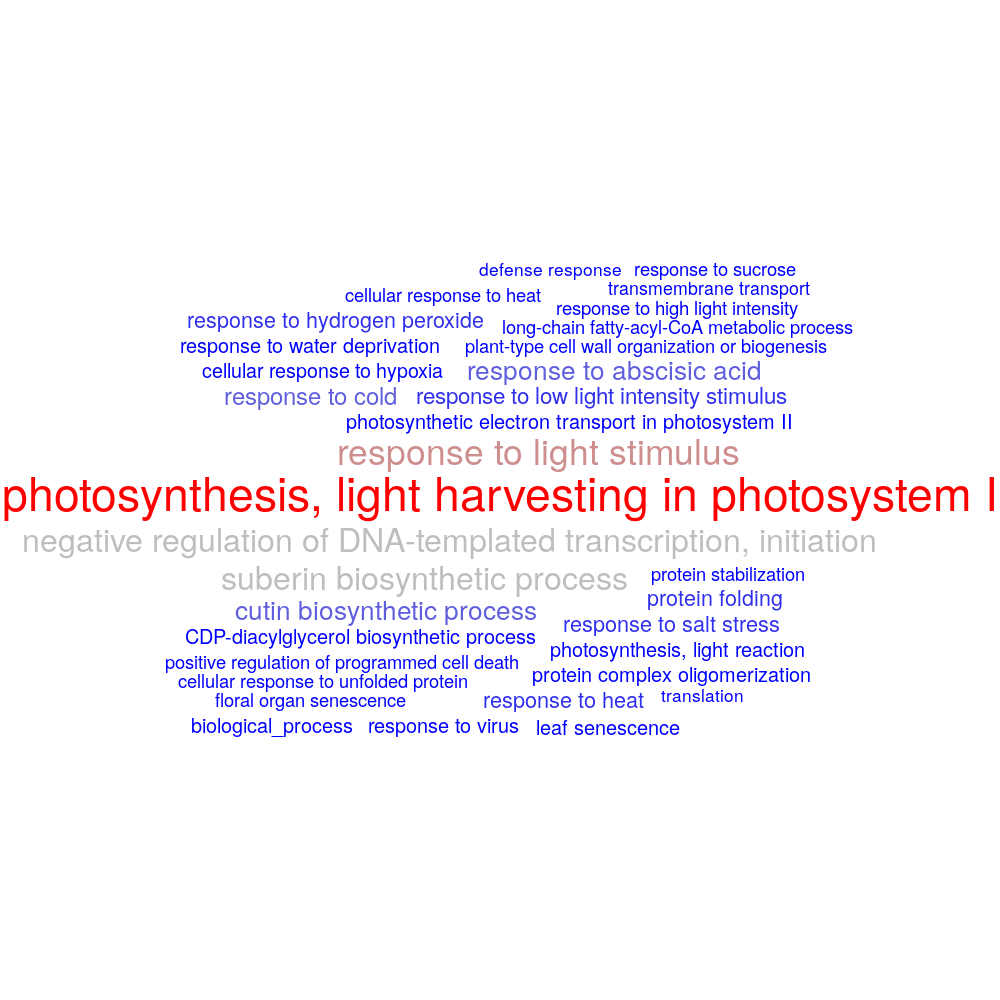 defense response
response to sucrose
cellular response to heat
transmembrane transport
response to high light intensity
response to hydrogen peroxide
long-chain fatty-acyl-CoA metabolic process
response to water deprivation
plant-type cell wall organization or biogenesis
cellular response to hypoxia
response to abscisic acid
response to cold
response to low light intensity stimulus
photosynthetic electron transport in photosystem II
response to light stimulus
photosynthesis, light harvesting in photosystem I
negative regulation of DNA-templated transcription, initiation
suberin biosynthetic process
protein stabilization
protein folding
cutin biosynthetic process
response to salt stress
CDP-diacylglycerol biosynthetic process
photosynthesis, light reaction
positive regulation of programmed cell death
protein complex oligomerization
cellular response to unfolded protein
floral organ senescence
response to heat
translation
biological_process
response to virus
leaf senescence